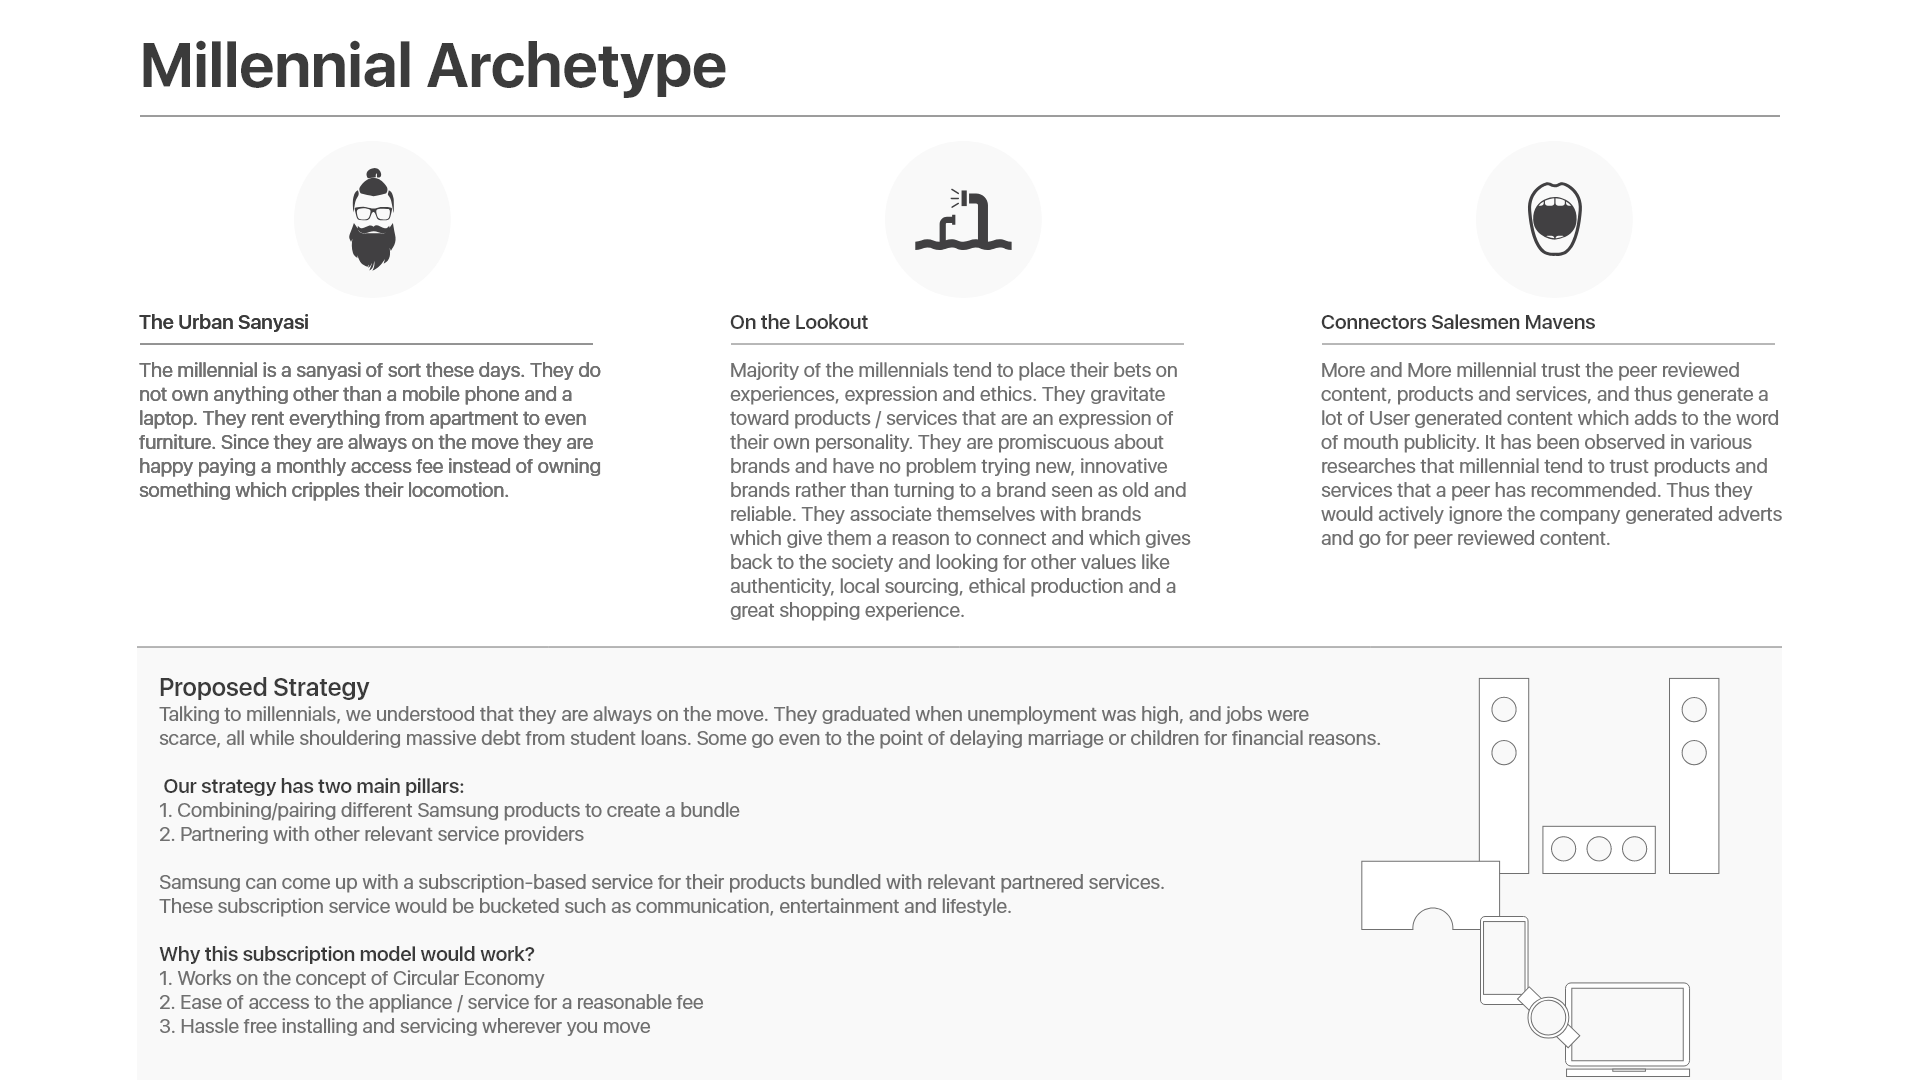 Millennial Archetype
The Urban Sanyasi
The millennial is a sanyasi of sort these days. They do
not own anything other than a mobile phone and a
laptop. They rent everything from apartment to even
furniture. Since they are always on the move they are
happy paying a monthly access fee instead of owning
something which cripples their locomotion.
On the Lookout
Majority of the millennials tend to place their bets on
experiences, expression and ethics. They gravitate
toward products / services that are an expression of
their own personality. They are promiscuous about
brands and have no problem trying new, innovative
brands rather than turning to a brand seen as old and
reliable. They associate themselves with brands
which give them a reason to connect and which gives
back to the society and looking for other values like
authenticity, local sourcing, ethical production and a
great shopping experience.
Connectors Salesmen Mavens
More and More millennial trust the peer reviewed
content, products and services, and thus generate a
lot of User generated content which adds to the word
of mouth publicity. It has been observed in various
researches that millennial tend to trust products and
services that a peer has recommended. Thus they
would actively ignore the company generated adverts
and go for peer reviewed content.
Proposed Strategy
Talking to millennials, we understood that they are always on the move. They graduated when unemployment was high, and jobs were
scarce, all while shouldering massive debt from student loans. Some go even to the point of delaying marriage or children for financial reasons.
Our strategy has two main pillars:
1. Combining/pairing different Samsung products to create a bundle
2. Partnering with other relevant service providers
Samsung can come up with a subscription-based service for their products bundled with relevant partnered services.
These subscription service would be bucketed such as communication, entertainment and lifestyle.
Why this subscription model would work?
1. Works on the concept of Circular Economy
2. Ease of access to the appliance / service for a reasonable fee
3. Hassle free installing and servicing wherever you move